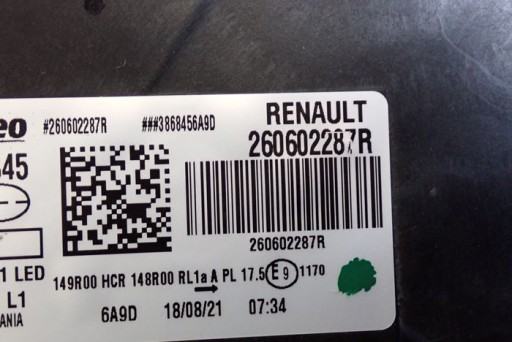 eo #260602287R ###3868456A9D RENAULT
260602287R
45
260602287R
1 LED 149R00 HCR 148R00 RL1a A PL 17.5 E 9 1170
L1
ANIA 6A9D 18/08/21 07:34